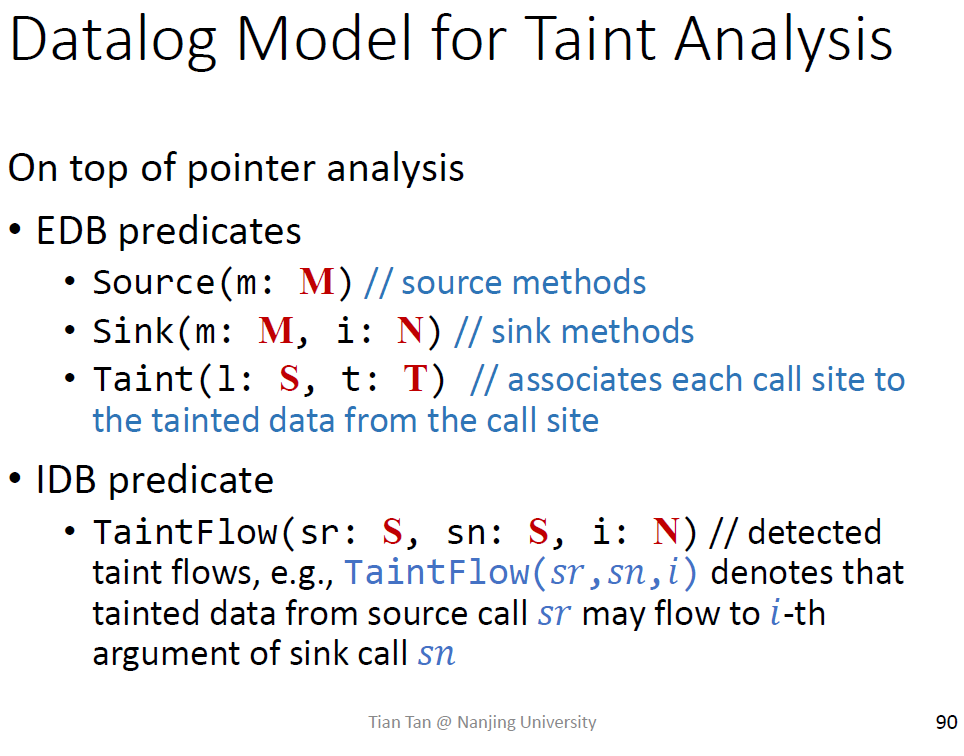 Datalog Model for Taint Analysis
On top of pointer analysis
• EDB predicates
• Source(m: M) // source methods
• Sink(m: M, i: N) // sink methods
• Taint(l: S, t: T) // associates each call site to
the tainted data from the call site
• IDB predicate
• TaintFlow(sr: S, sn: S, i: N) // detected
taint flows, e.g., TaintFlow(sr,sn,i) denotes that
tainted data from source call sr may flow to i-th
argument of sink call sn
Tian Tan @ Nanjing University
90